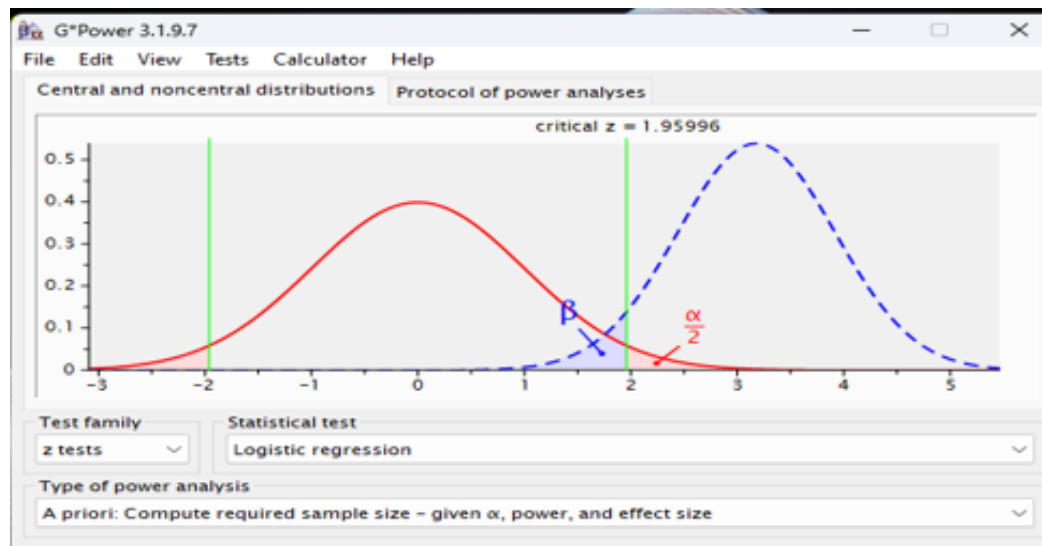 G*Power 3.1.9.7
File Edit View Tests Calculator Help
Central and noncentral distributions Protocol of power analyses
critical z = 1.95996
0.5
0.4
0.3
0.2
0.1
0
β
α
2
-3 -2 -1 0 1 2 3 4 5
Test family Statistical test
z tests Logistic regression
Type of power analysis
A priori: Compute required sample size – given α, power, and effect size